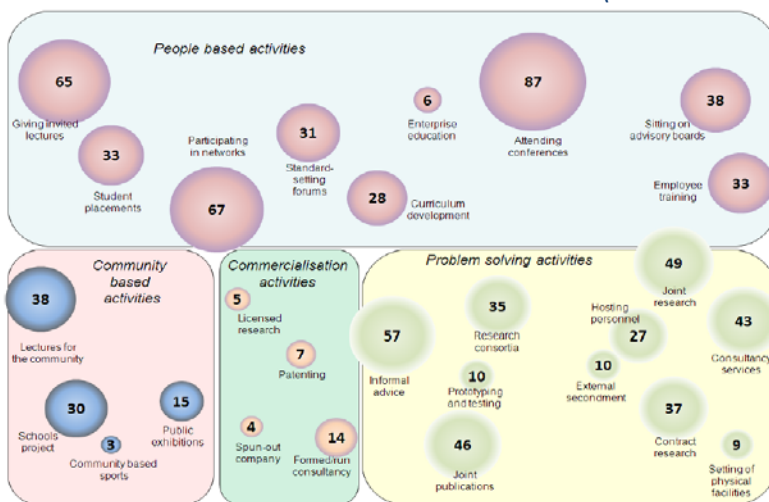 People based activities
65
Giving invited
lectures
33
Student
placements
Participating
in networks
67
31
Standard-
setting
forums
28
Curriculum
development
6
Enterprise
education
87
Attending
conferences
38
Sitting on
advisory boards
33
Employee
training
Community
based
activities
38
Lectures for
the community
30
Schools
project
3
Community based
sports
15
Public
exhibitions
Commercialisation
activities
5
Licensed
research
7
Patenting
4
Spun-out
company
14
Formed/run
consultancy
Problem solving activities
57
Informal
advice
35
Research
consortia
10
Prototyping
and testing
46
Joint
publications
49
Joint
research
Hosting
personnel
27
10
External
secondment
43
Consultancy
services
37
Contract
research
9
Setting of
physical
facilities